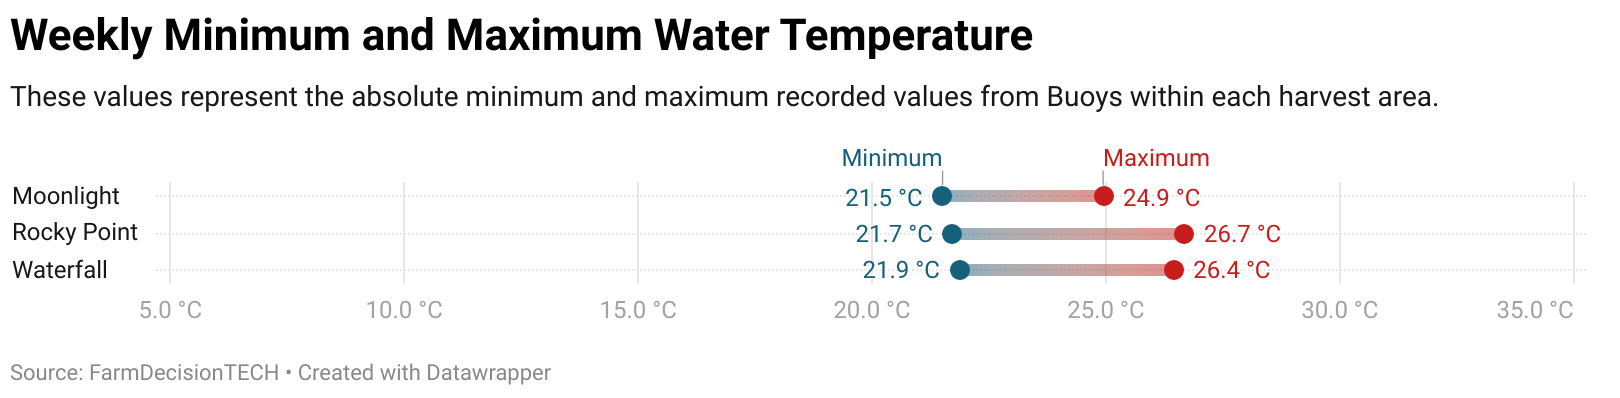 Weekly Minimum and Maximum Water Temperature
These values represent the absolute minimum and maximum recorded values from Buoys within each harvest area.
Minimum Maximum
Moonlight 21.5 °C 24.9 °C
Rocky Point 21.7 °C 26.7 °C
Waterfall 21.9 °C 26.4 °C
5.0 °C 10.0 °C 15.0 °C 20.0 °C 25.0 °C 30.0 °C 35.0 °C
Source: FarmDecisionTECH • Created with Datawrapper